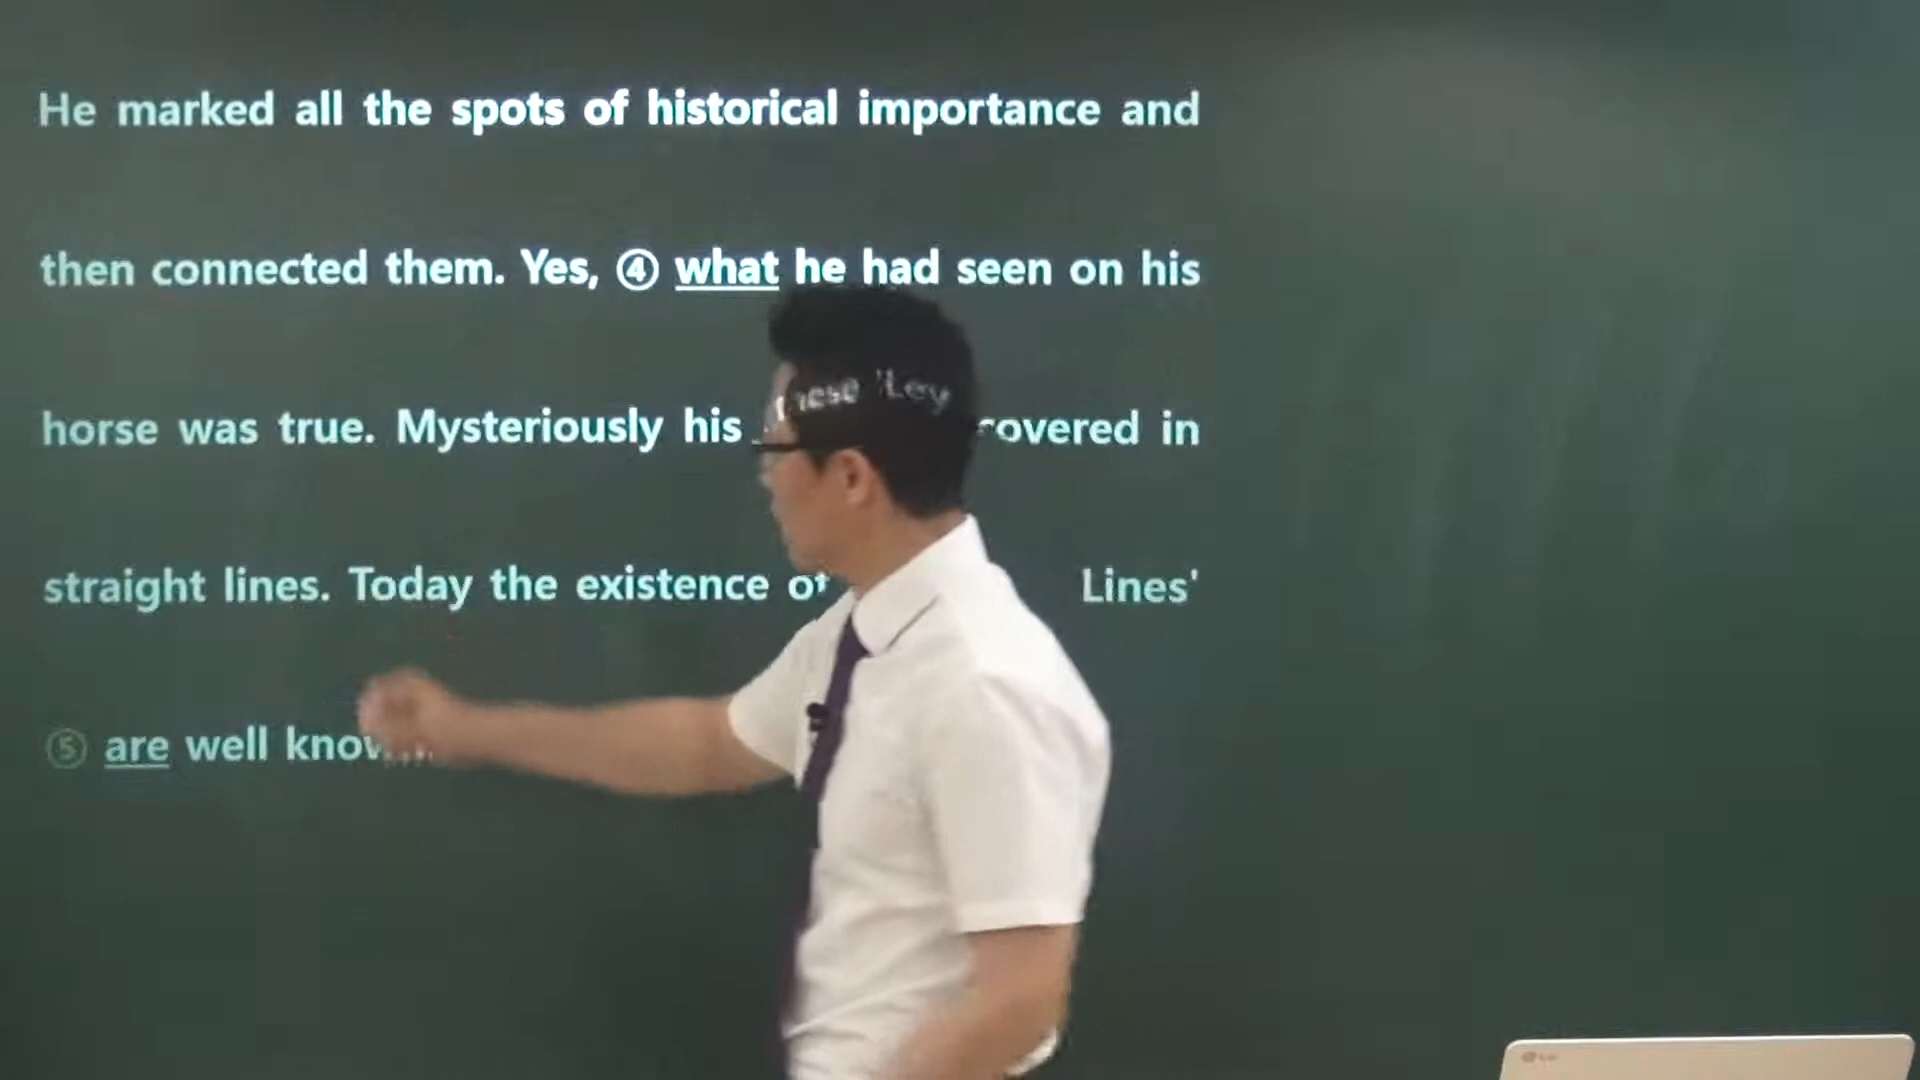 He marked all the spots of historical importance and
then connected them. Yes, ④ what he had seen on his
horse was true. Mysteriously his covered in
straight lines. Today the existence of Lines'
⑤ are well
LG